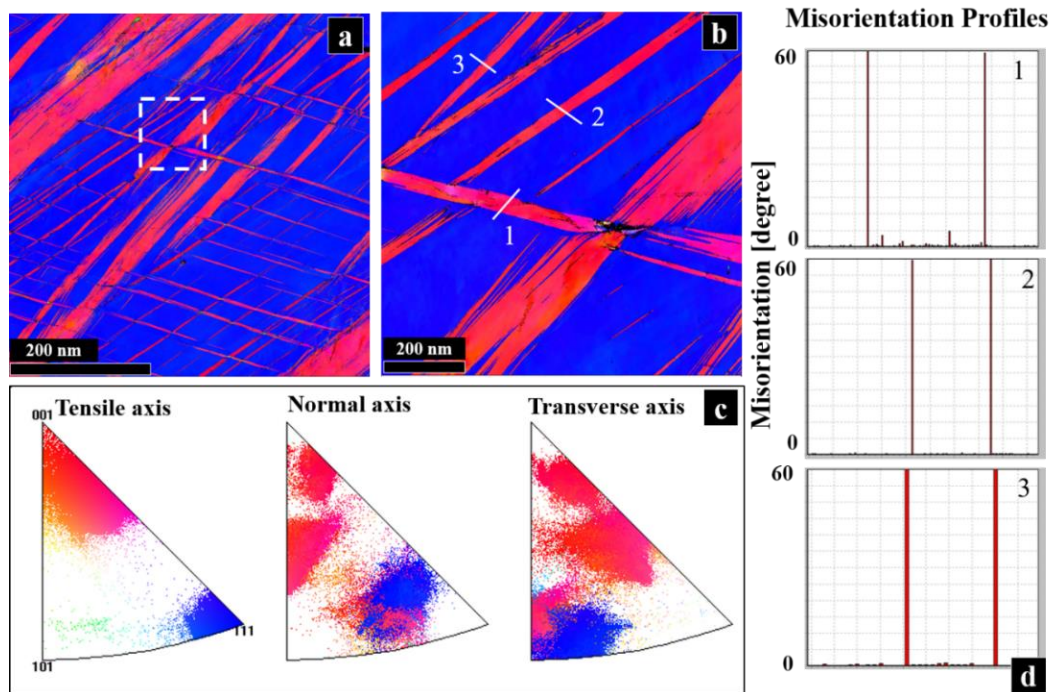 Misorientation Profiles
a
b
3
2
1
200 nm
200 nm
c
001 Tensile axis
Normal axis
Transverse axis
101
111
Misorientation [degree]
60
1
0
60
2
0
60
3
0
d